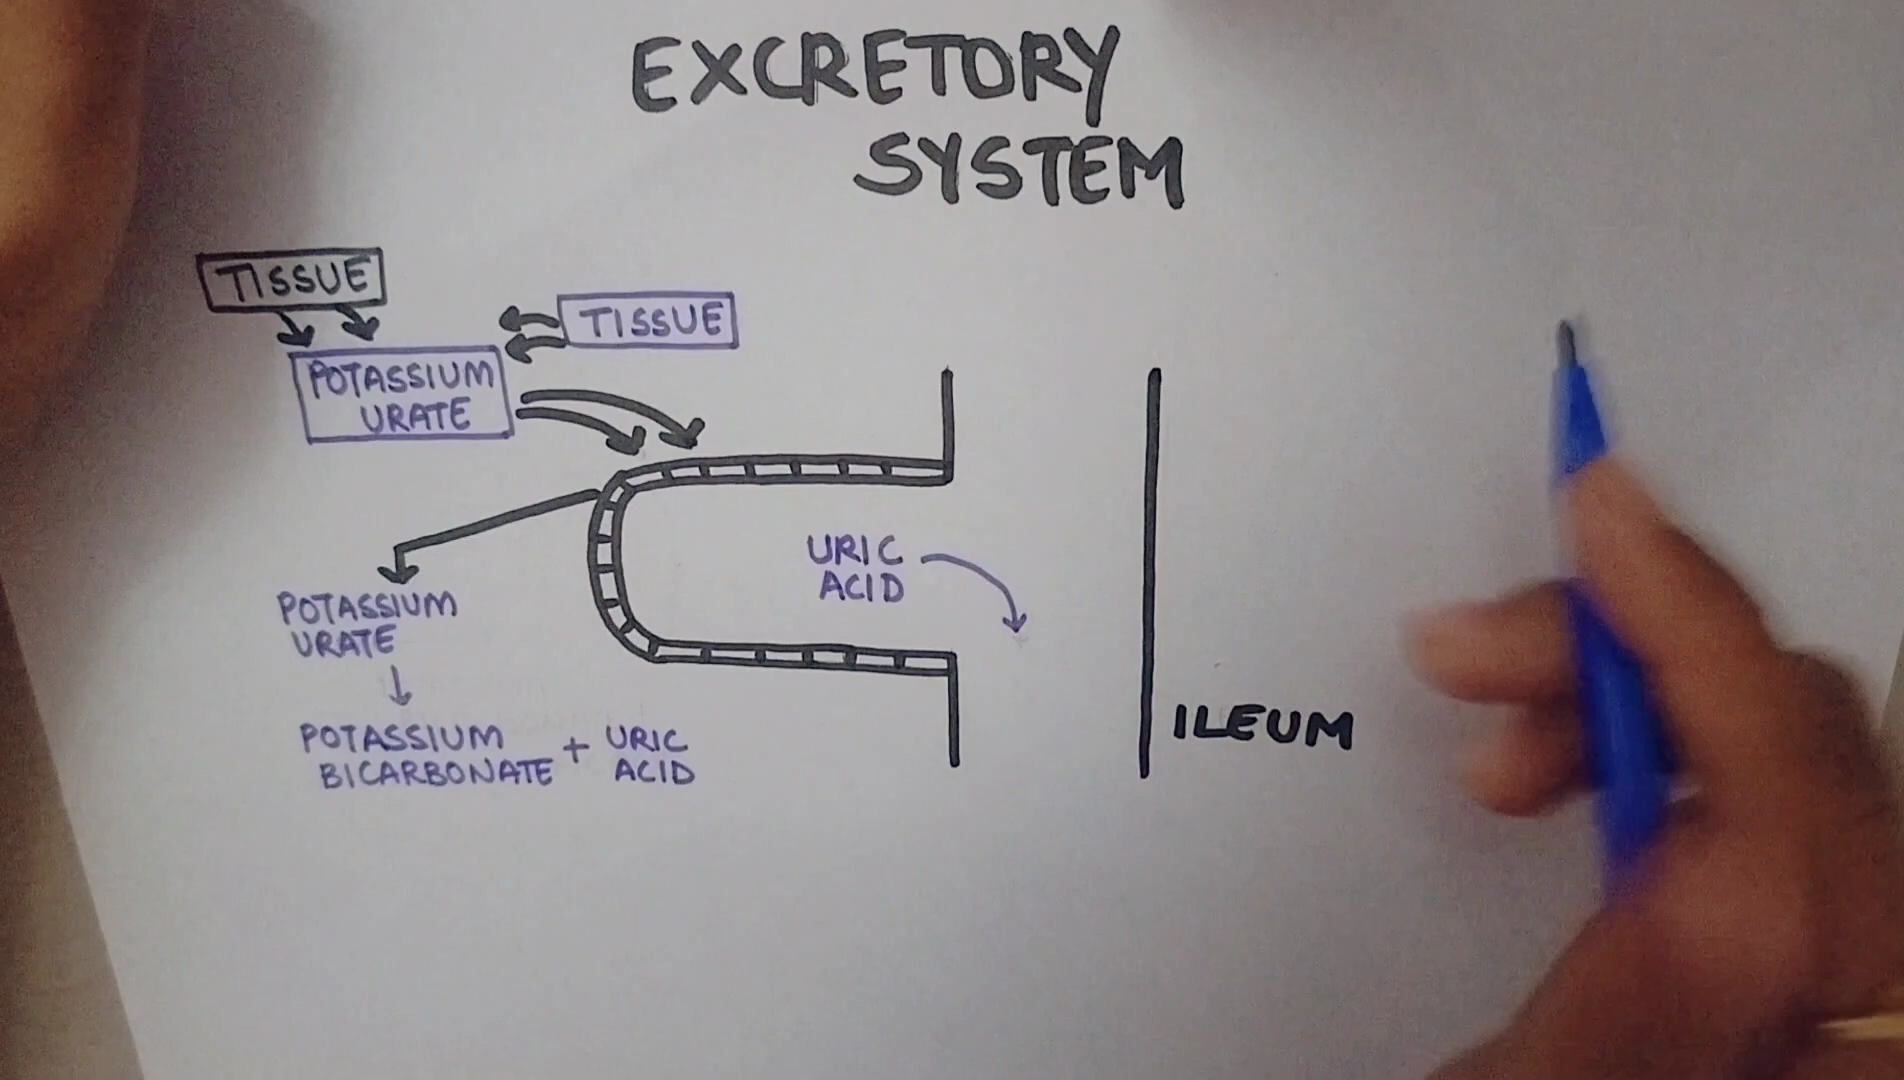 EXCRETORY
SYSTEM
TISSUE
TISSUE
POTASSIUM
URATE
URIC
ACID
POTASSIUM
URATE
POTASSIUM
BICARBONATE + URIC
ACID
ILEUM